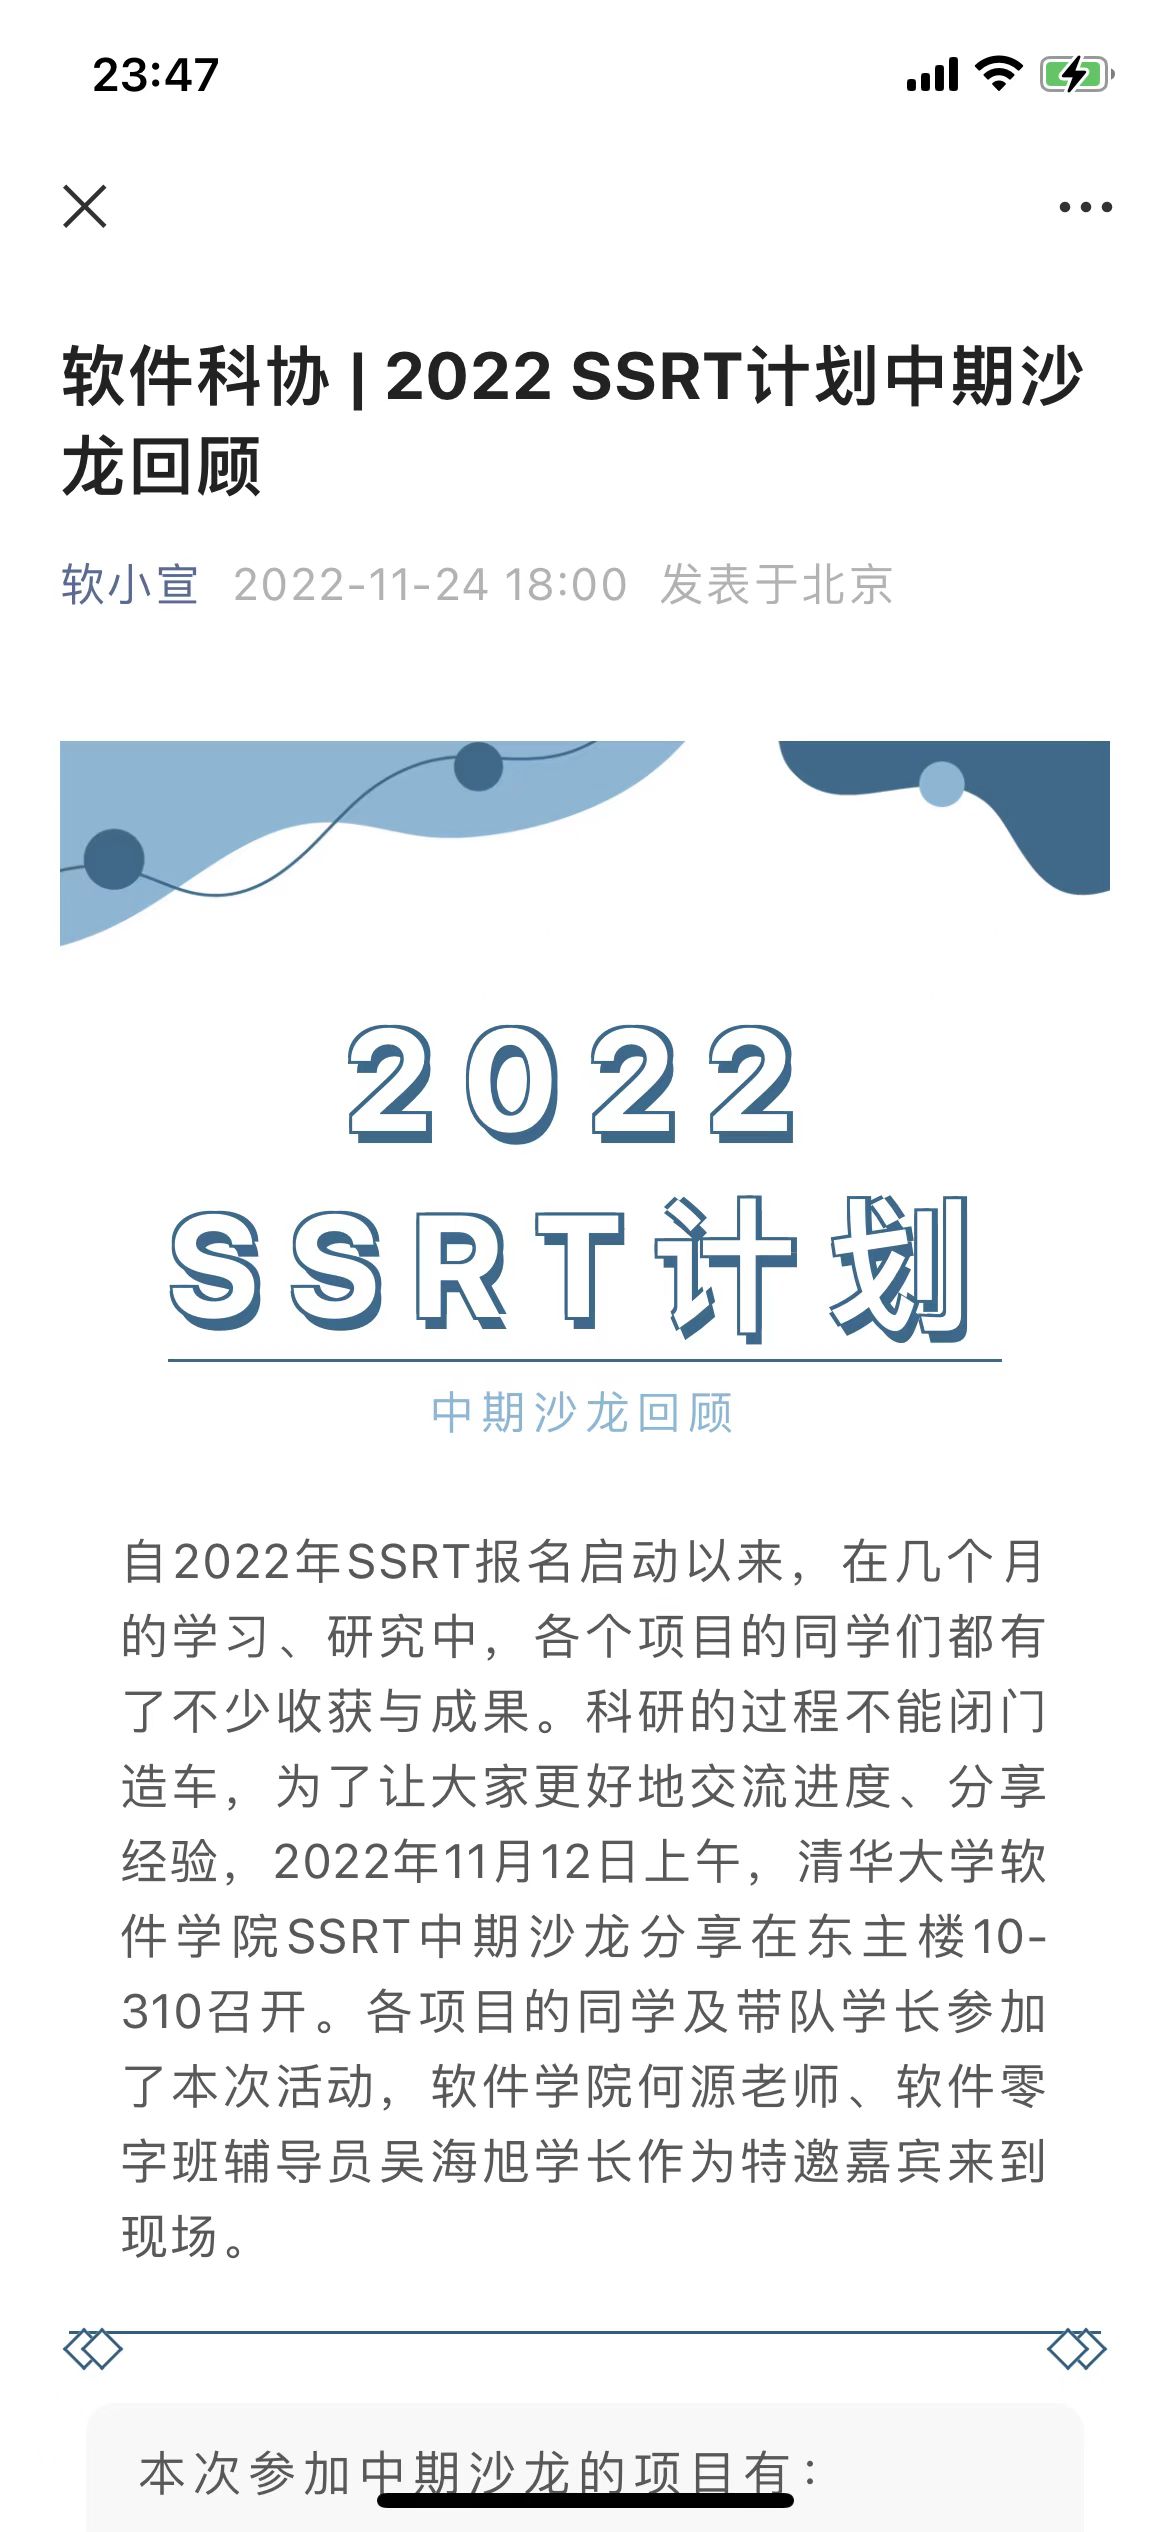 23:47
软件科协 | 2022 SSRT计划中期沙
龙回顾
软小宣 2022-11-24 18:00 发表于北京
2022
SSRT计划
中期沙龙回顾
自2022年SSRT报名启动以来，在几个月
的学习、研究中，各个项目的同学们都有
了不少收获与成果。科研的过程不能闭门
造车，为了让大家更好地交流进度、分享
经验，2022年11月12日上午，清华大学软
件学院SSRT中期沙龙分享在东主楼10-
310召开。各项目的同学及带队学长参加
了本次活动，软件学院何源老师、软件零
字班辅导员吴海旭学长作为特邀嘉宾来到
现场。
本次参加中期沙龙的项目有：